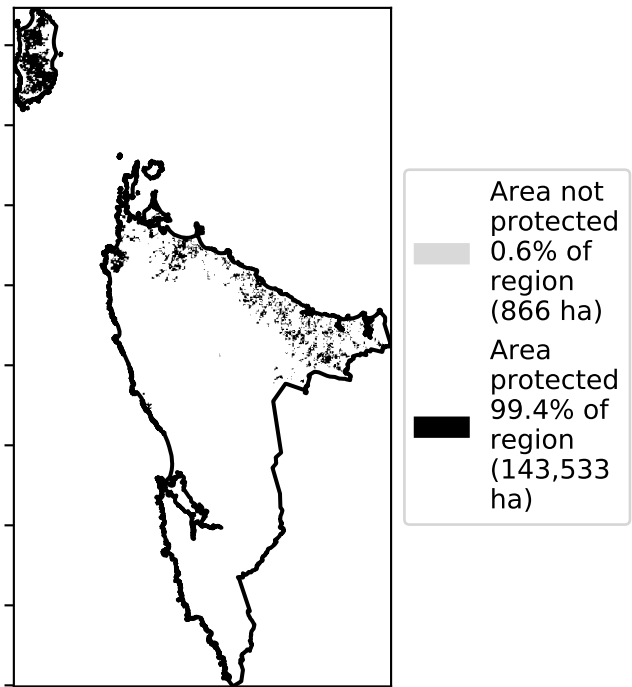 Area not
protected
0.6% of
region
(866 ha)
Area
protected
99.4% of
region
(143,533
ha)